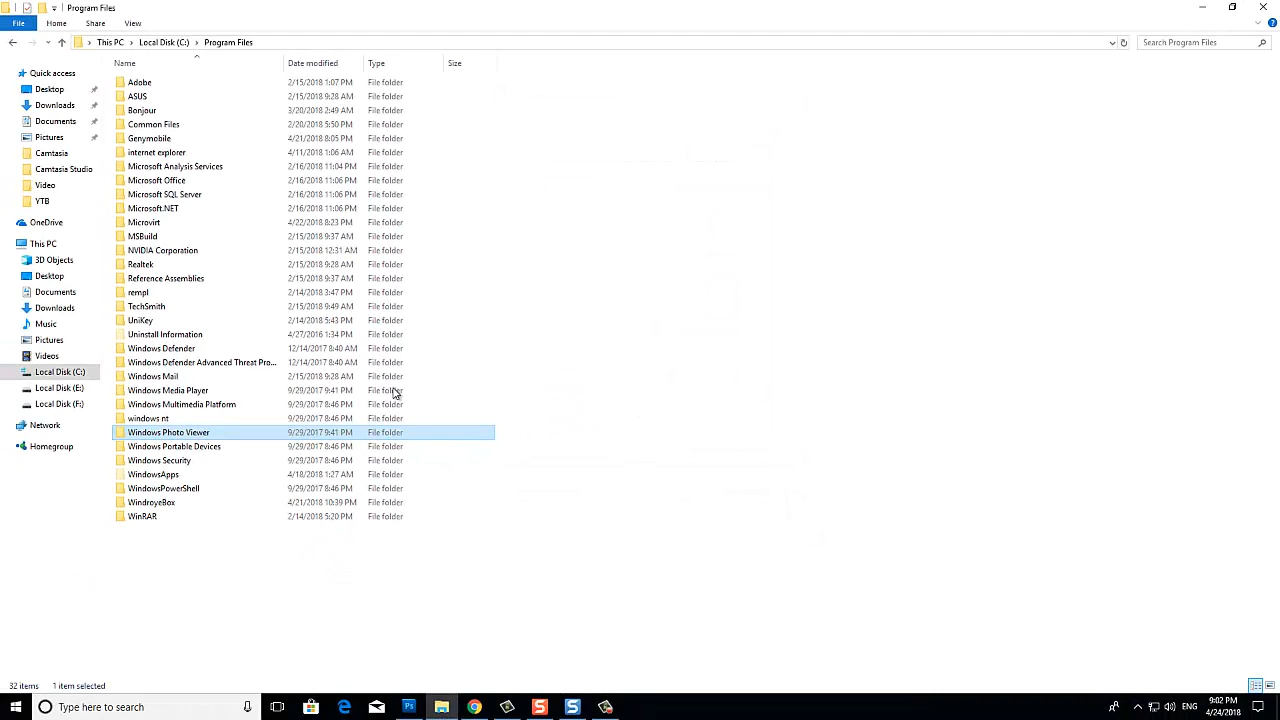 Program Files
File Home Share View
This PC Local Disk (C:) Program Files Search Program Files
Name Date modified Type Size
Quick access
Desktop
Downloads
Documents
Pictures
Camtasia
Camtasia Studio
Video
YTB
OneDrive
This PC
3D Objects
Desktop
Documents
Downloads
Music
Pictures
Videos
Local Disk (C:)
Local Disk (E:)
Local Disk (F:)
Network
Homegroup
Adobe 2/15/2018 1:07 PM File folder
ASUS 2/15/2018 9:28 AM File folder
Bonjour 3/20/2018 2:49 AM File folder
Common Files 2/20/2018 5:50 PM File folder
Genymobile 4/21/2018 8:05 PM File folder
internet explorer 4/11/2018 1:06 AM File folder
Microsoft Analysis Services 2/16/2018 11:04 PM File folder
Microsoft Office 2/16/2018 11:06 PM File folder
Microsoft SQL Server 2/16/2018 11:06 PM File folder
Microsoft.NET 2/16/2018 11:06 PM File folder
Microvirt 4/22/2018 8:23 PM File folder
MSBuild 2/15/2018 9:37 AM File folder
NVIDIA Corporation 2/15/2018 12:31 AM File folder
Realtek 2/15/2018 9:28 AM File folder
Reference Assemblies 2/15/2018 9:37 AM File folder
rempl 2/14/2018 3:47 PM File folder
TechSmith 2/15/2018 9:49 AM File folder
UniKey 2/14/2018 5:43 PM File folder
Uninstall Information 4/27/2016 1:34 PM File folder
Windows Defender 12/14/2017 8:40 AM File folder
Windows Defender Advanced Threat Pro... 12/14/2017 8:40 AM File folder
Windows Mail 2/15/2018 9:28 AM File folder
Windows Media Player 9/29/2017 9:41 PM File folder
Windows Multimedia Platform 9/29/2017 8:46 PM File folder
windows nt 9/29/2017 8:46 PM File folder
Windows Photo Viewer 9/29/2017 9:41 PM File folder
Windows Portable Devices 9/29/2017 8:46 PM File folder
Windows Security 9/29/2017 8:46 PM File folder
WindowsApps 4/18/2018 1:27 AM File folder
WindowsPowerShell 9/29/2017 8:46 PM File folder
WindroyeBox 4/21/2018 10:39 PM File folder
WinRAR 2/14/2018 5:20 PM File folder
32 items 1 item selected
Type here to search
Ps
S S
ENG
9:02 PM
4/24/2018